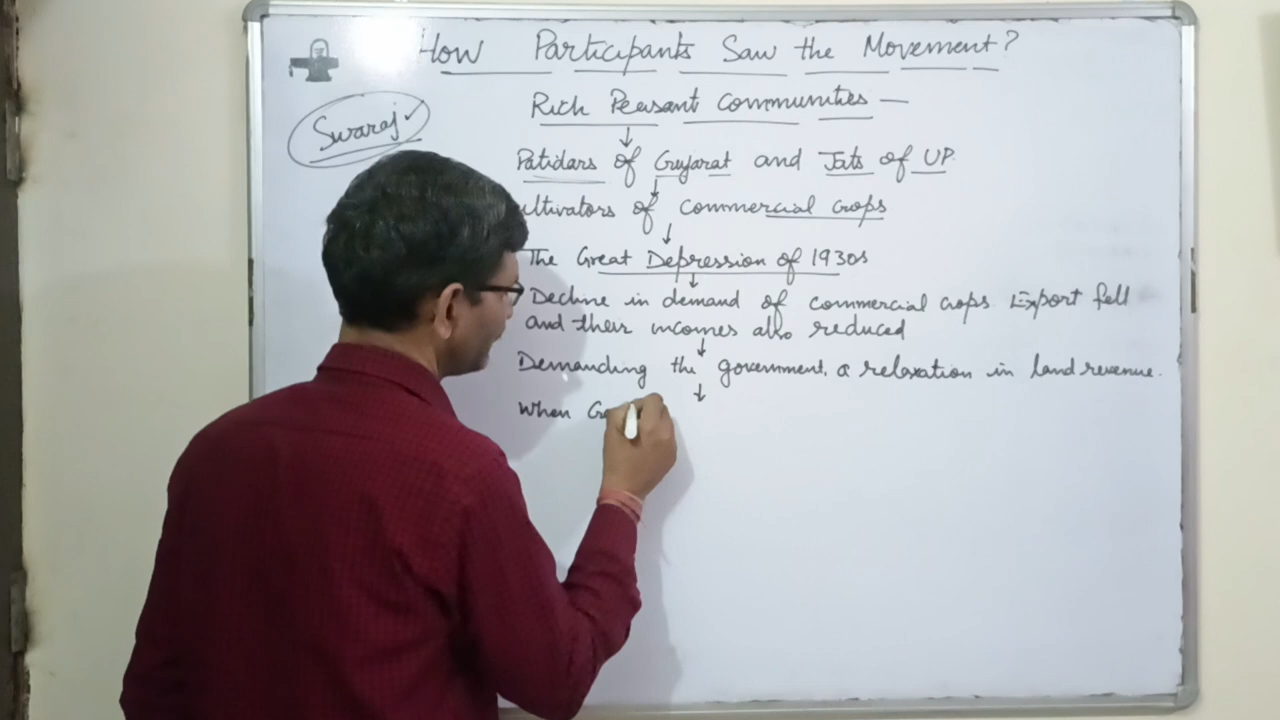 How Participants Saw the Movement?
Swaraj ✓
Rich Peasant Communities —
↓
Patidars of Gujarat and Jats of UP.
↓
ultivators of commercial crops
↓
The Great Depression of 1930s
↓
Decline in demand of commercial crops Export fell
and their incomes also reduced
↓
Demanding the government, a relaxation in land revenue.
↓
When